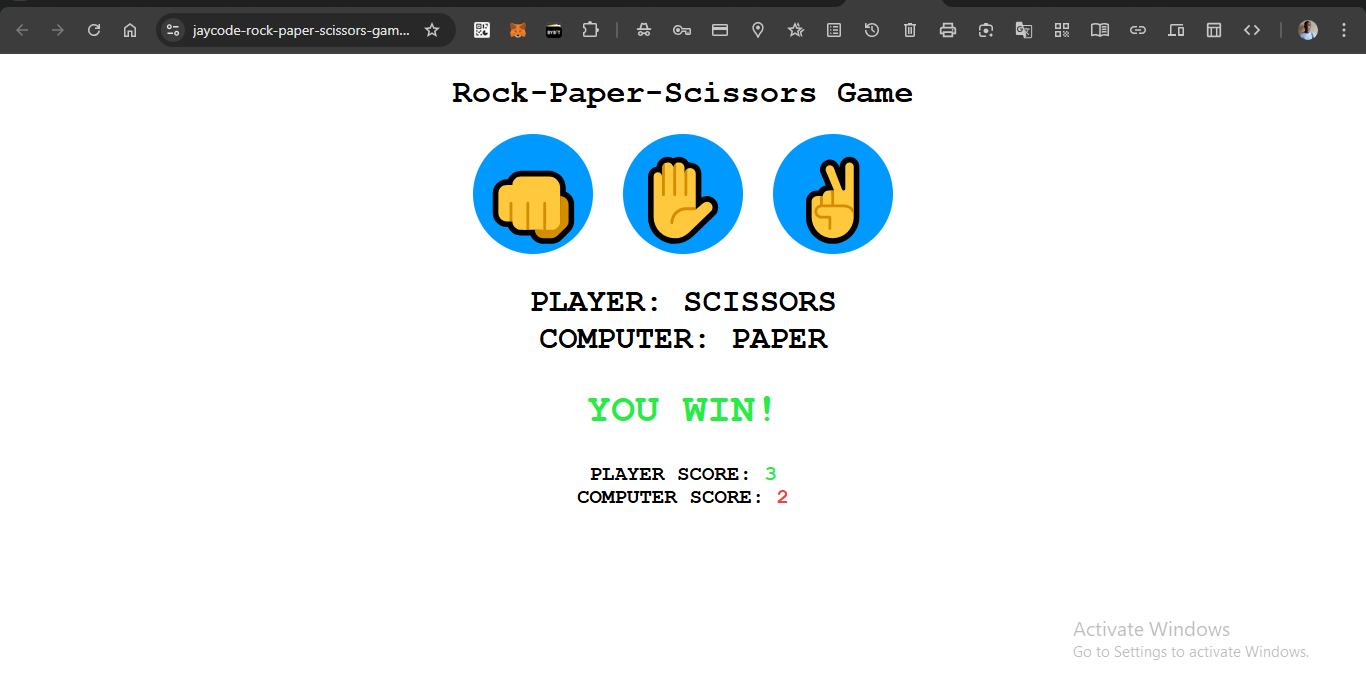 jaycode-rock-paper-scissors-gam...
Rock-Paper-Scissors Game
PLAYER: SCISSORS
COMPUTER: PAPER
YOU WIN!
PLAYER SCORE: 3
COMPUTER SCORE: 2
Activate Windows
Go to Settings to activate Windows.